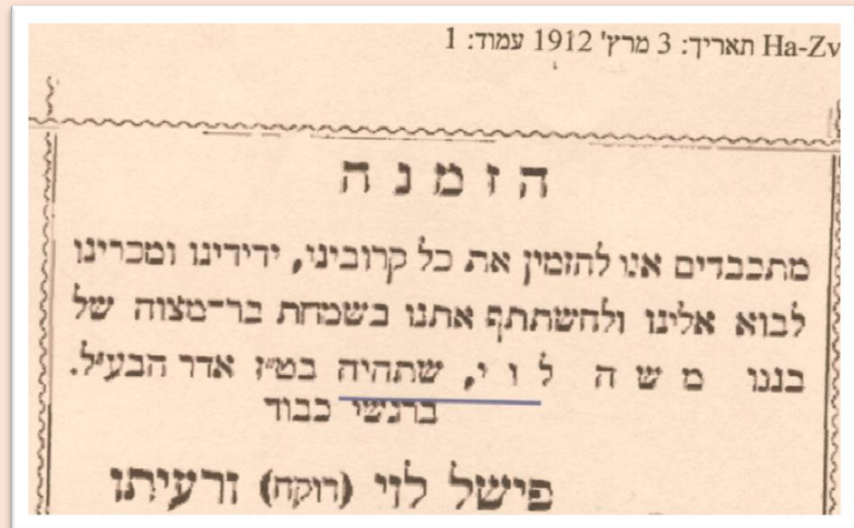 Ha-Zv תאריך: 3 מרץ' 1912 עמוד: 1
הזמנה
מתכבדים אנו להזמין את כל קרובינו, ידידינו ומכרינו
לבוא אלינו ולהשתתף אתנו בשמחת בר־מצוה של
בננו משה לוי, שתהיה בט״ז אדר הבע״ל.
ברגשי כבוד
פישל לוי (רוקח) ורעיתו